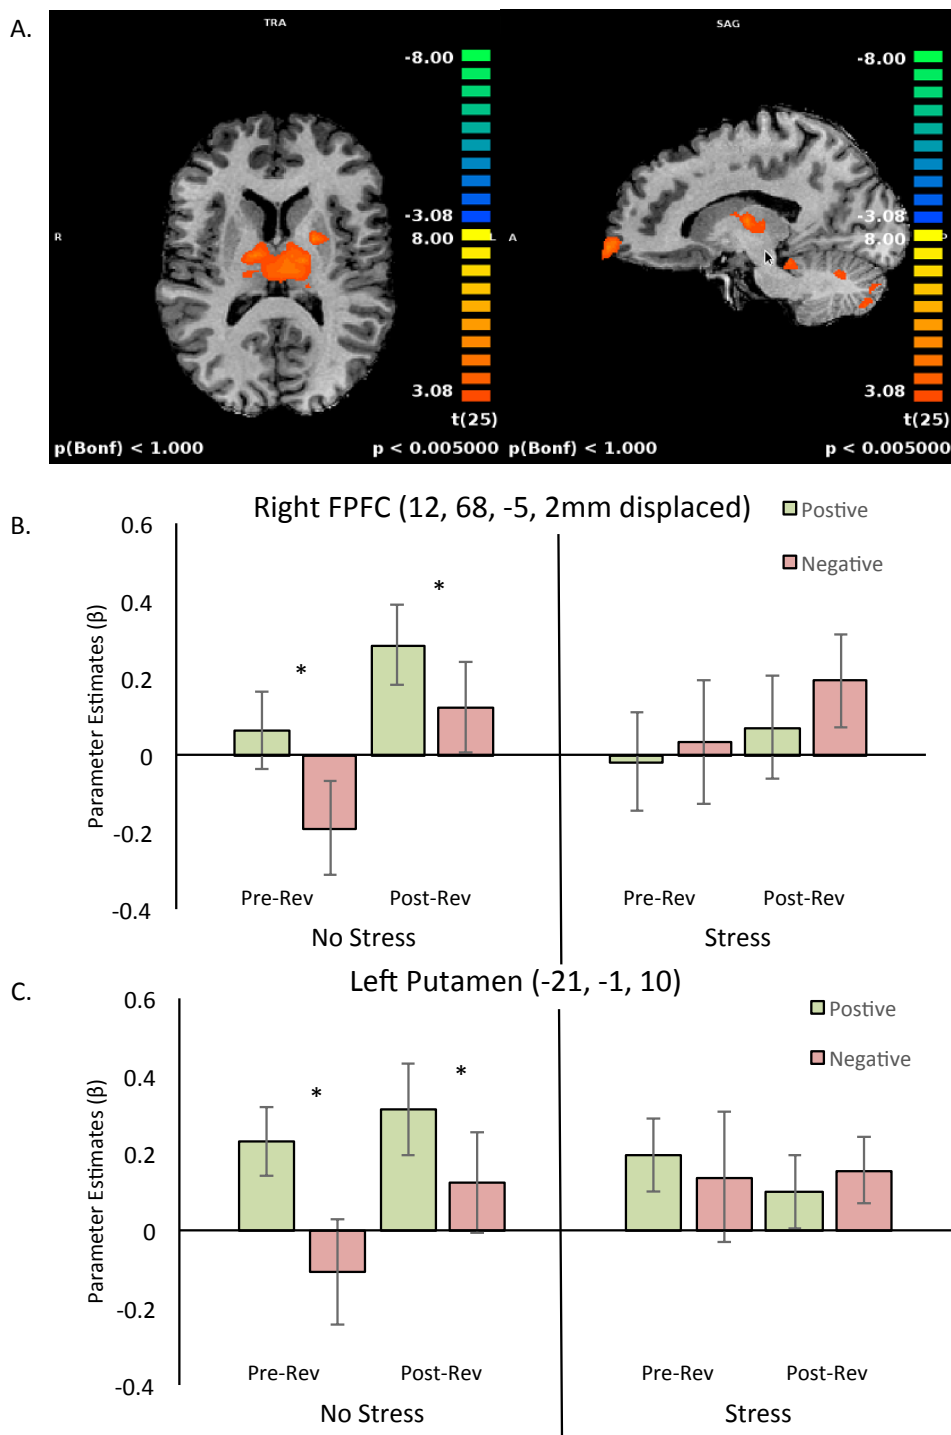 A.
TRA
SAG
-8.00
-8.00
-3.08
8.00
-3.08
8.00
R
L
A
P
3.08
3.08
t(25)
t(25)
p(Bonf) < 1.000
p < 0.005000
p(Bonf) < 1.000
p < 0.005000
B.
Right FPFC (12, 68, -5, 2mm displaced)
Postive
Negative
Parameter Estimates (β)
0.6
0.4
0.2
0
-0.2
-0.4
*
*
Pre-Rev
Post-Rev
Pre-Rev
Post-Rev
No Stress
Stress
C.
Left Putamen (-21, -1, 10)
Postive
Negative
Parameter Estimates (β)
0.6
0.4
0.2
0
-0.2
-0.4
*
*
Pre-Rev
Post-Rev
Pre-Rev
Post-Rev
No Stress
Stress